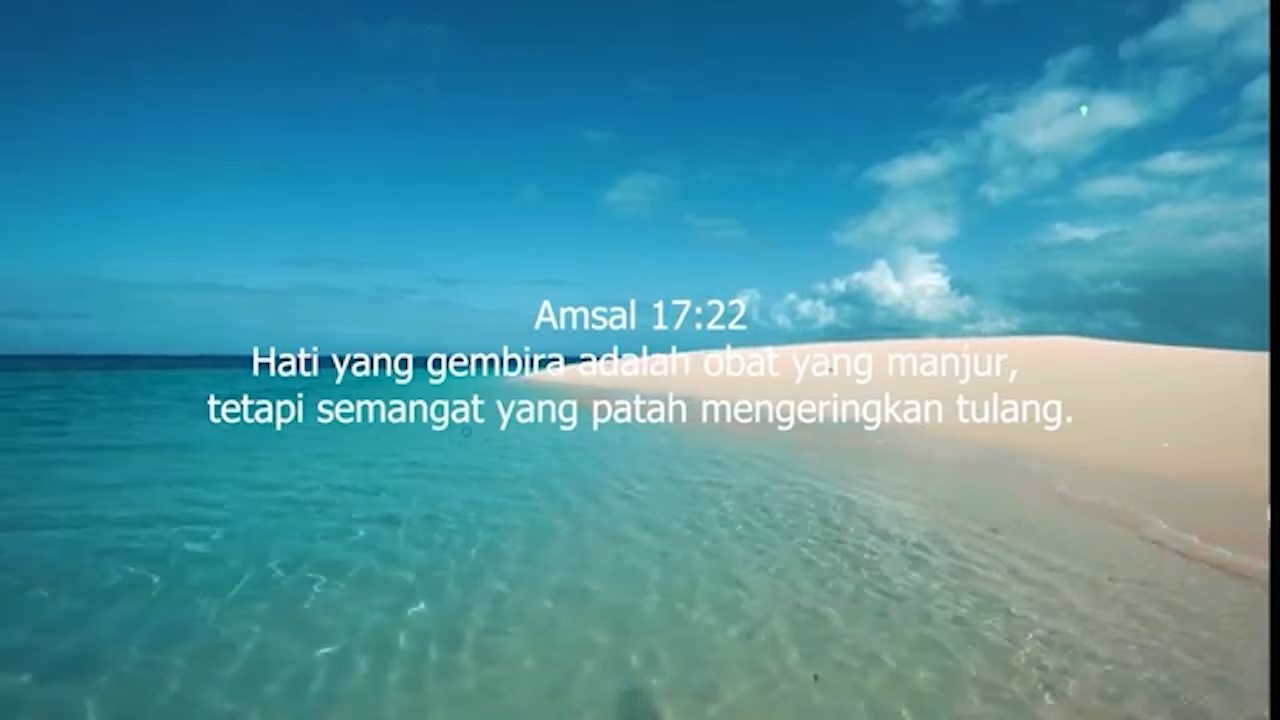 Amsal 17:22
Hati yang gembira adalah obat yang manjur,
tetapi semangat yang patah mengeringkan tulang.